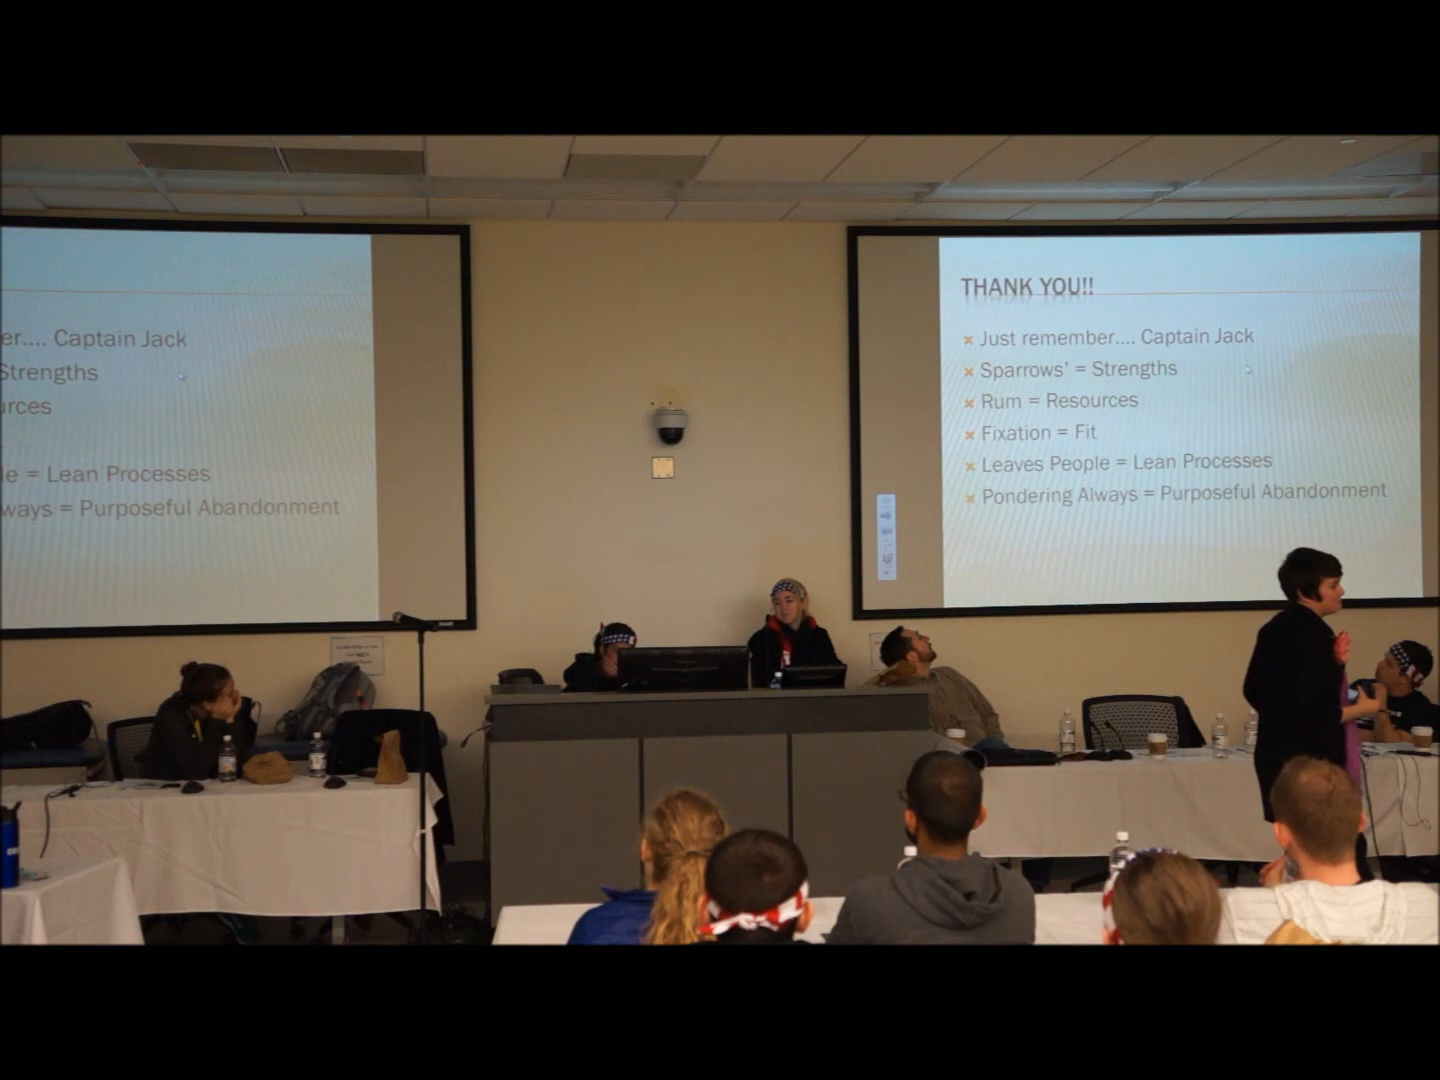 er.... Captain Jack
Strengths
urces
le = Lean Processes
ways = Purposeful Abandonment
THANK YOU!!
Just remember.... Captain Jack
Sparrows' = Strengths
Rum = Resources
Fixation = Fit
Leaves People = Lean Processes
Pondering Always = Purposeful Abandonment